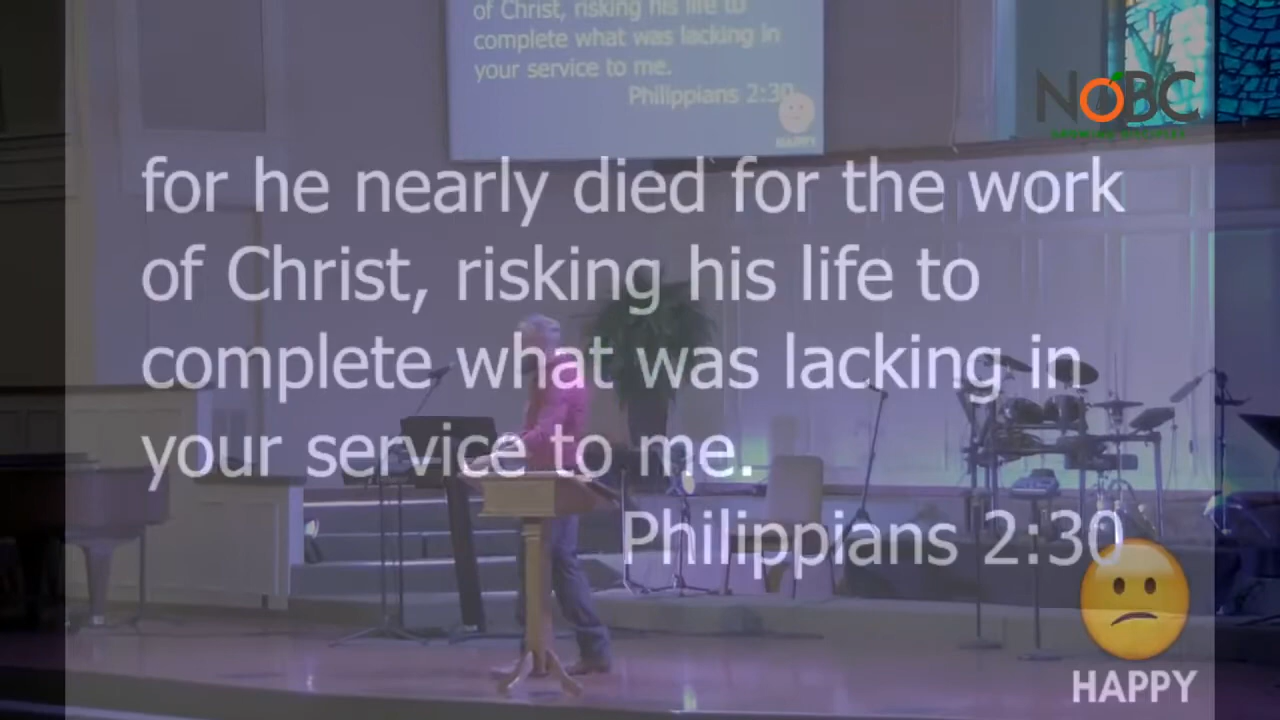 of Christ, risking his life to
complete what was lacking in
your service to me.
Philippians 2:30
HAPPY
NOBC
for he nearly died for the work
of Christ, risking his life to
complete what was lacking in
your service to me.
Philippians 2:30
HAPPY